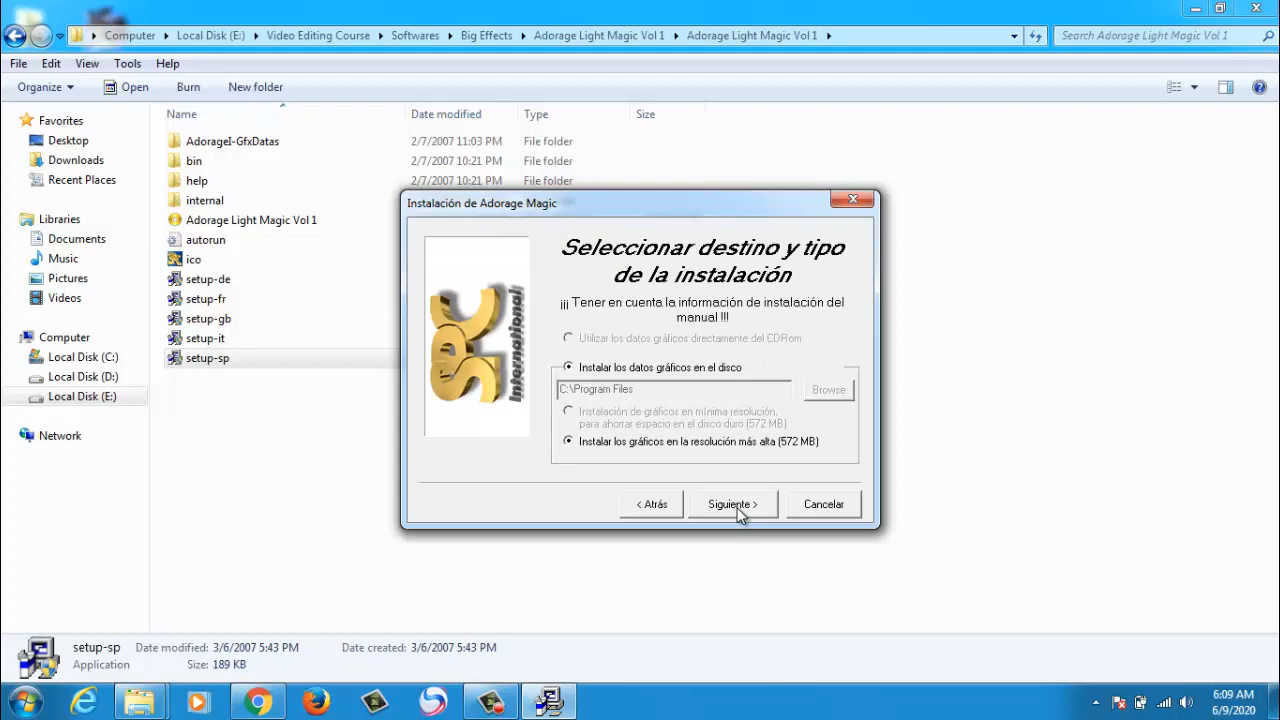 Computer Local Disk (E:) Video Editing Course Softwares Big Effects Adorage Light Magic Vol 1 Adorage Light Magic Vol 1 Search Adorage Light Magic Vol 1
File Edit View Tools Help
Organize Open Burn New folder
Name Date modified Type Size
Favorites
Desktop
Downloads
Recent Places
Libraries
Documents
Music
Pictures
Videos
Computer
Local Disk (C:)
Local Disk (D:)
Local Disk (E:)
Network
AdorageI-GfxDatas 2/7/2007 11:03 PM File folder
bin 2/7/2007 10:21 PM File folder
help 2/7/2007 10:21 PM File folder
internal
Adorage Light Magic Vol 1
autorun
ico
setup-de
setup-fr
setup-gb
setup-it
setup-sp
Instalación de Adorage Magic
Seleccionar destino y tipo
de la instalación
¡¡¡ Tener en cuenta la información de instalación del
manual !!!
Utilizar los datos gráficos directamente del CDRom
Instalar los datos gráficos en el disco
C:\Program Files Browse
Instalación de gráficos en mínima resolución,
para ahorrar espacio en el disco duro (572 MB)
Instalar los gráficos en la resolución más alta (572 MB)
International
< Atrás Siguiente > Cancelar
setup-sp Date modified: 3/6/2007 5:43 PM Date created: 3/6/2007 5:43 PM
Application Size: 189 KB
6:09 AM
6/9/2020